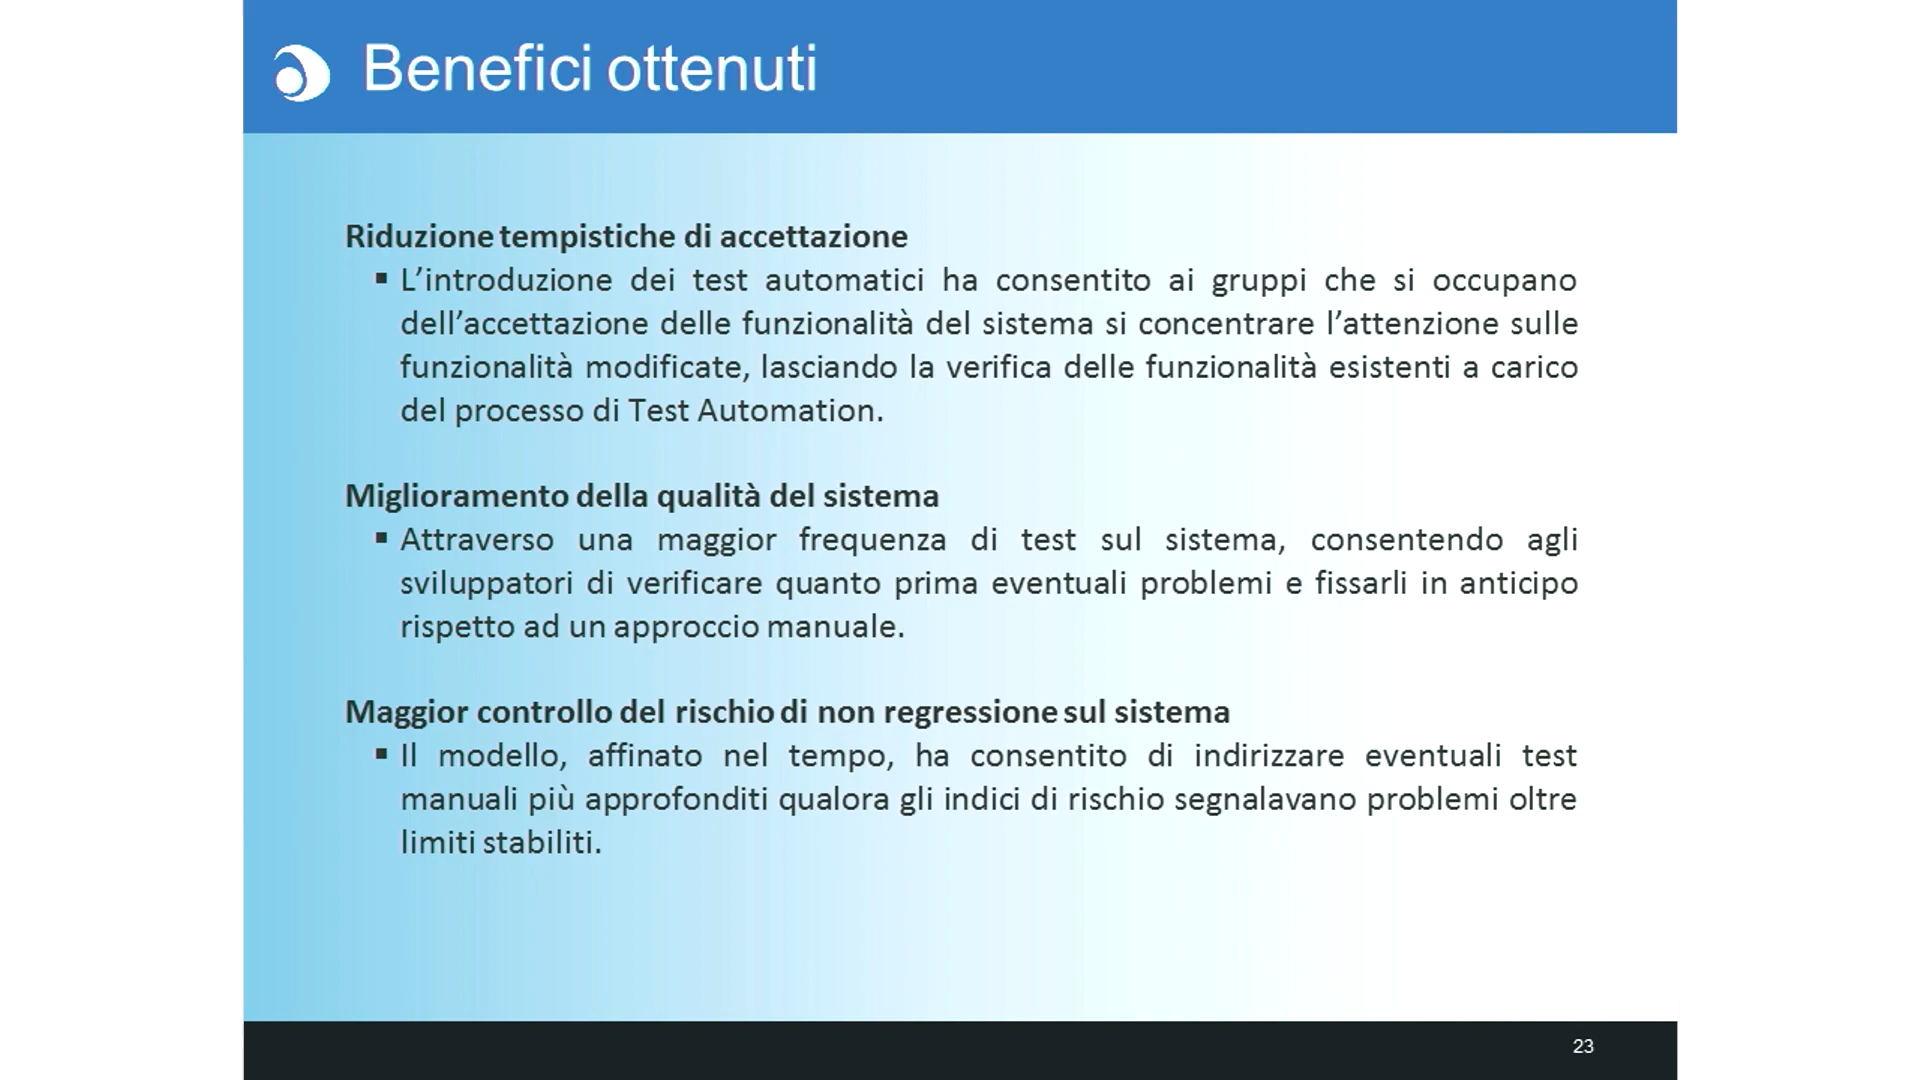 Benefici ottenuti
Riduzione tempistiche di accettazione
▪ L’introduzione dei test automatici ha consentito ai gruppi che si occupano
dell’accettazione delle funzionalità del sistema si concentrare l’attenzione sulle
funzionalità modificate, lasciando la verifica delle funzionalità esistenti a carico
del processo di Test Automation.
Miglioramento della qualità del sistema
▪ Attraverso una maggior frequenza di test sul sistema, consentendo agli
sviluppatori di verificare quanto prima eventuali problemi e fissarli in anticipo
rispetto ad un approccio manuale.
Maggior controllo del rischio di non regressione sul sistema
▪ Il modello, affinato nel tempo, ha consentito di indirizzare eventuali test
manuali più approfonditi qualora gli indici di rischio segnalavano problemi oltre
limiti stabiliti.
23